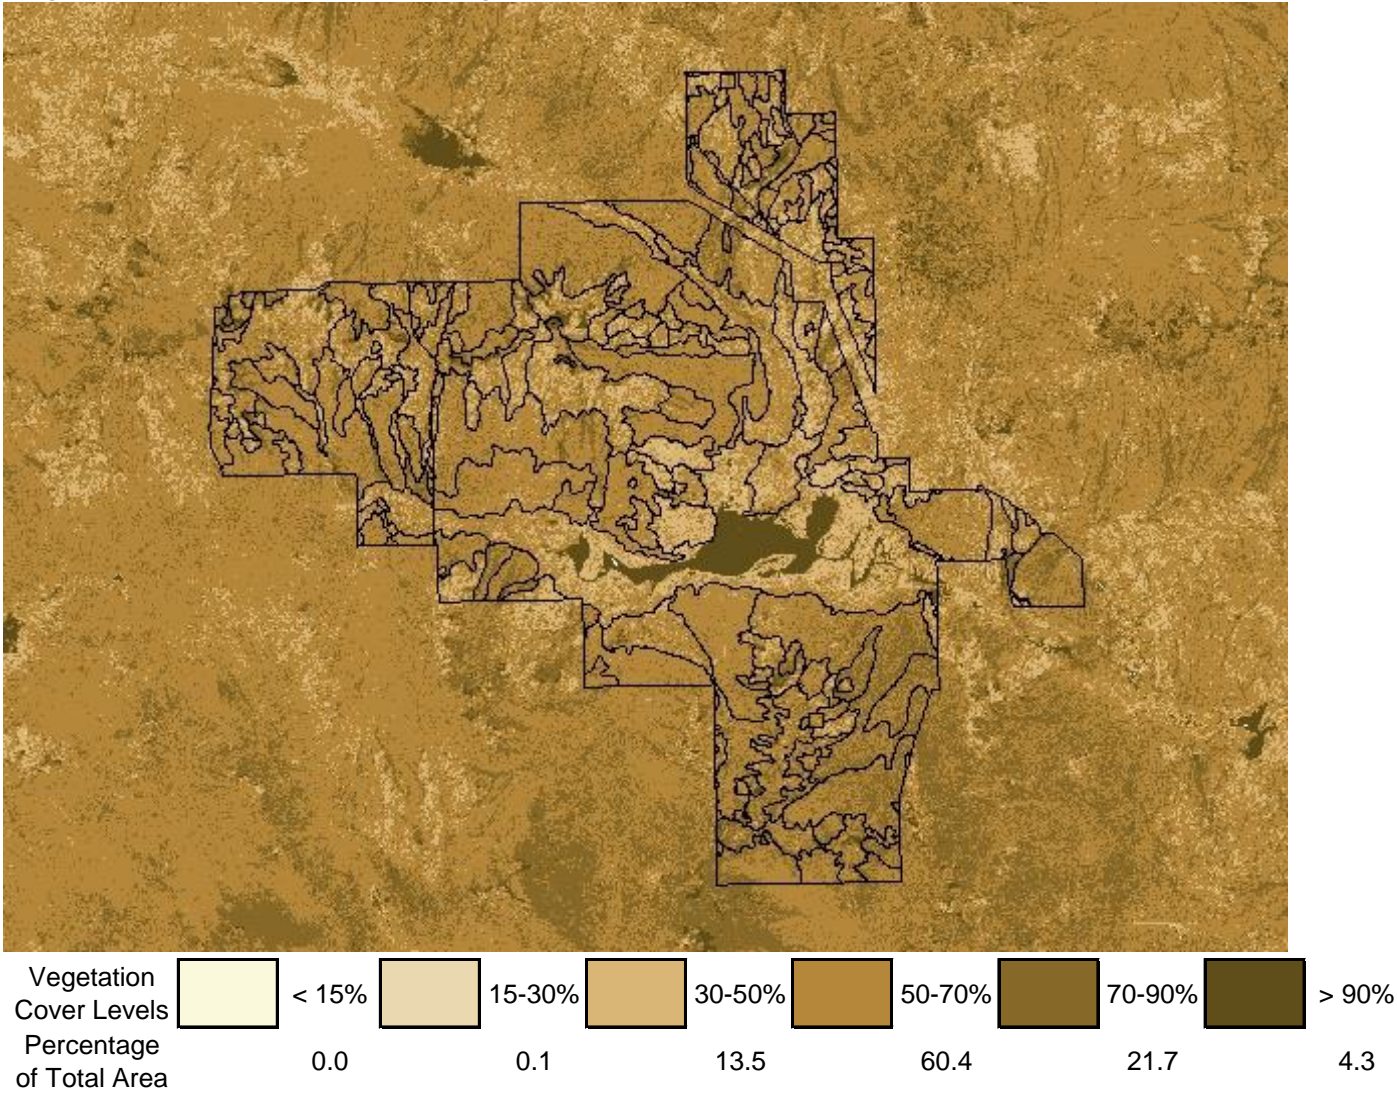 Vegetation
Cover Levels
< 15% 15-30% 30-50% 50-70% 70-90% > 90%
Percentage
of Total Area
0.0 0.1 13.5 60.4 21.7 4.3